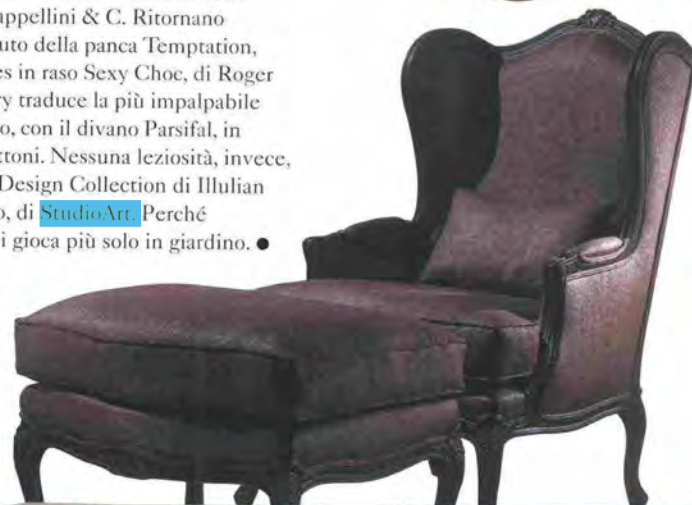 appellini & C. Ritornano
uto della panca Temptation,
es in raso Sexy Choc, di Roger
ry traduce la più impalpabile
o, con il divano Parsifal, in
ttoni. Nessuna leziosità, invece,
Design Collection di Illulian
o, di StudioArt. Perché
i gioca più solo in giardino. ●